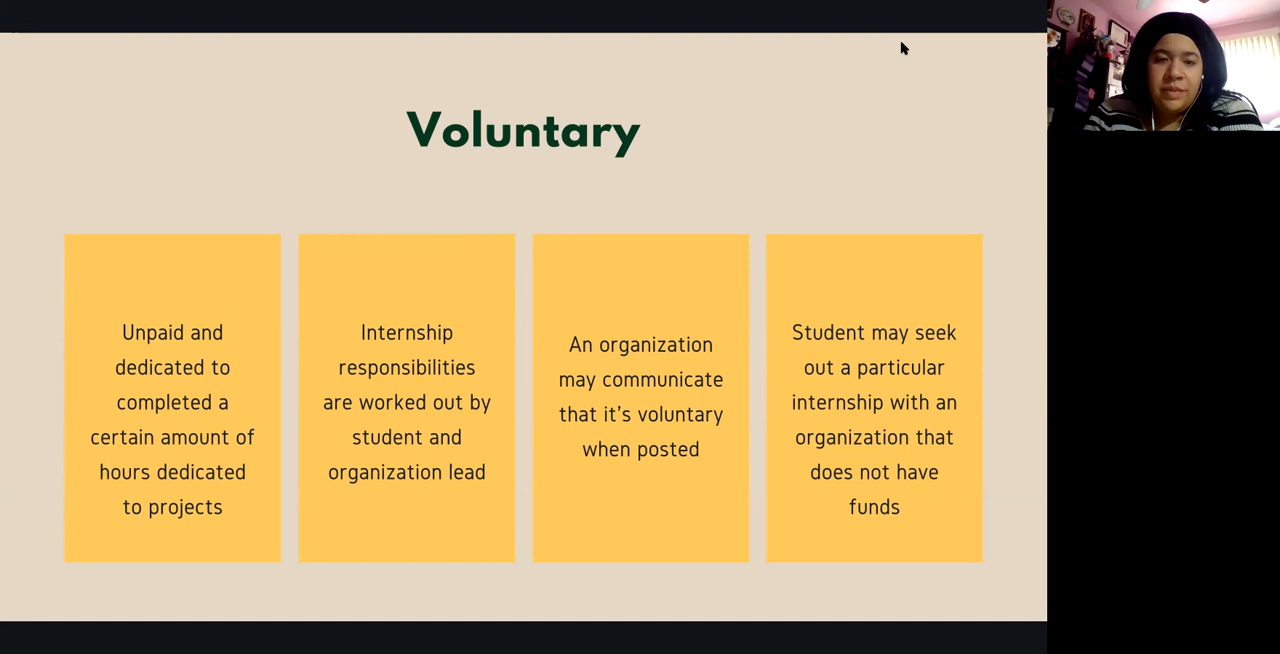 Voluntary
Unpaid and
dedicated to
completed a
certain amount of
hours dedicated
to projects
Internship
responsibilities
are worked out by
student and
organization lead
An organization
may communicate
that it's voluntary
when posted
Student may seek
out a particular
internship with an
organization that
does not have
funds